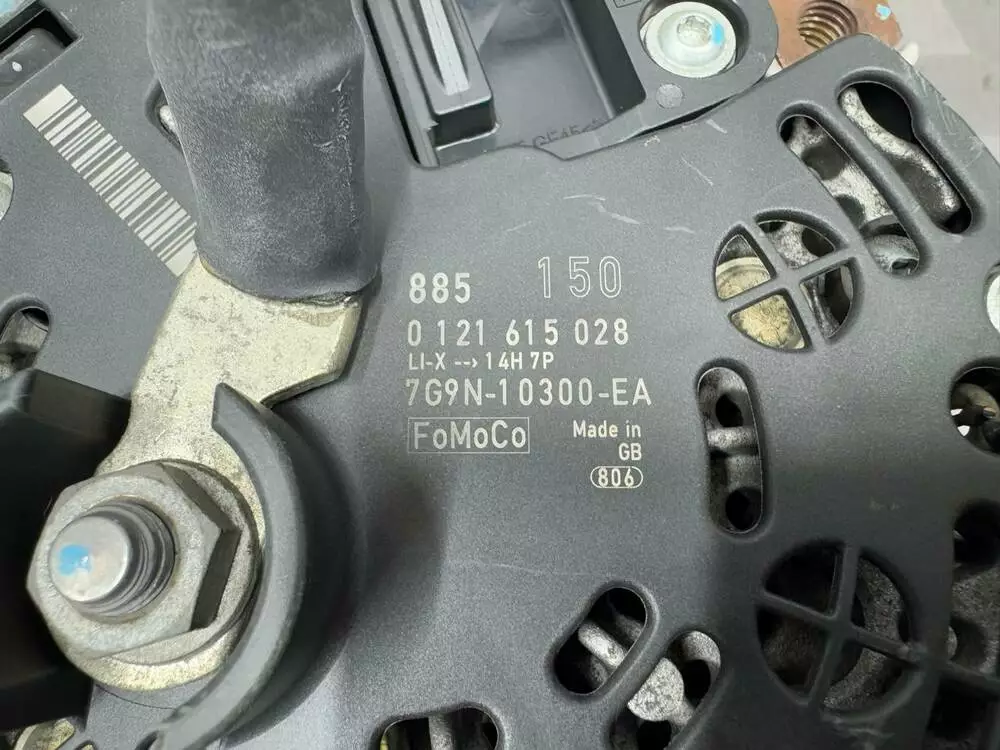 885 150
0 121 615 028
LI-X --> 14H 7P
7G9N-10300-EA
FoMoCo
Made in
GB
806